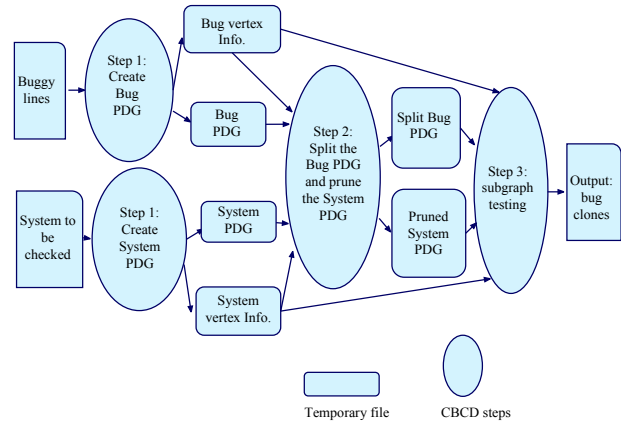 Buggy
lines
Step 1:
Create
Bug
PDG
Bug vertex
Info.
Bug
PDG
System to
be
checked
Step 1:
Create
System
PDG
System
PDG
System
vertex Info.
Step 2:
Split the
Bug PDG
and prune
the System
PDG
Split Bug
PDG
Pruned
System
PDG
Step 3:
subgraph
testing
Output:
bug
clones
Temporary file
CBCD steps